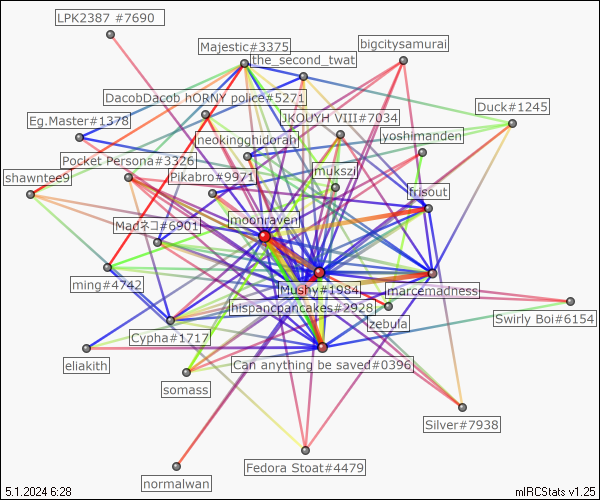 LPK2387 #7690
bigcitysamurai
Majestic#3375
the_second_twat
DacobDacob hORNY police#5271
Duck#1245
Eg.Master#1378
JKOUYH VIII#7034
yoshimanden
neokingghidorah
Pocket Persona#3326
mukszi
shawntee9
Pikabro#9971
frisout
moonraven
Madネコ#6901
ming#4742
Mushy#1984
marcemadness
hispancpancakes#2928
Swirly Boi#6154
zebula
Cypha#1717
eliakith
Can anything be saved#0396
somass
Silver#7938
Fedora Stoat#4479
normalwan
5.1.2024 6:28
mIRCStats v1.25